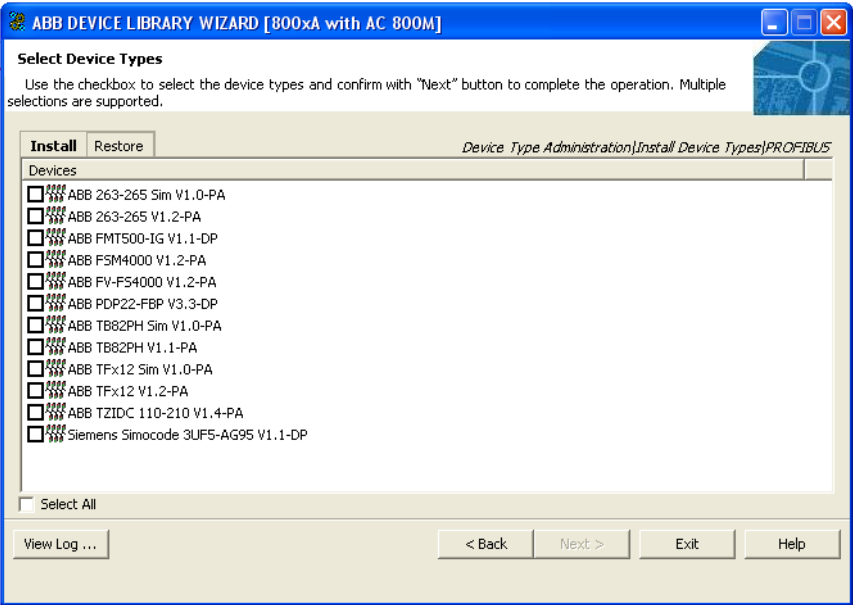 ABB DEVICE LIBRARY WIZARD [800xA with AC 800M]
Select Device Types
Use the checkbox to select the device types and confirm with "Next" button to complete the operation. Multiple
selections are supported.
Install Restore Device Type Administration|Install Device Types|PROFIBUS
Devices
ABB 263-265 Sim V1.0-PA
ABB 263-265 V1.2-PA
ABB FMT500-IG V1.1-DP
ABB FSM4000 V1.2-PA
ABB FV-FS4000 V1.2-PA
ABB PDP22-FBP V3.3-DP
ABB TB82PH Sim V1.0-PA
ABB TB82PH V1.1-PA
ABB TFx12 Sim V1.0-PA
ABB TFx12 V1.2-PA
ABB TZIDC 110-210 V1.4-PA
Siemens Simocode 3UF5-AG95 V1.1-DP
Select All
View Log ... < Back Next > Exit Help